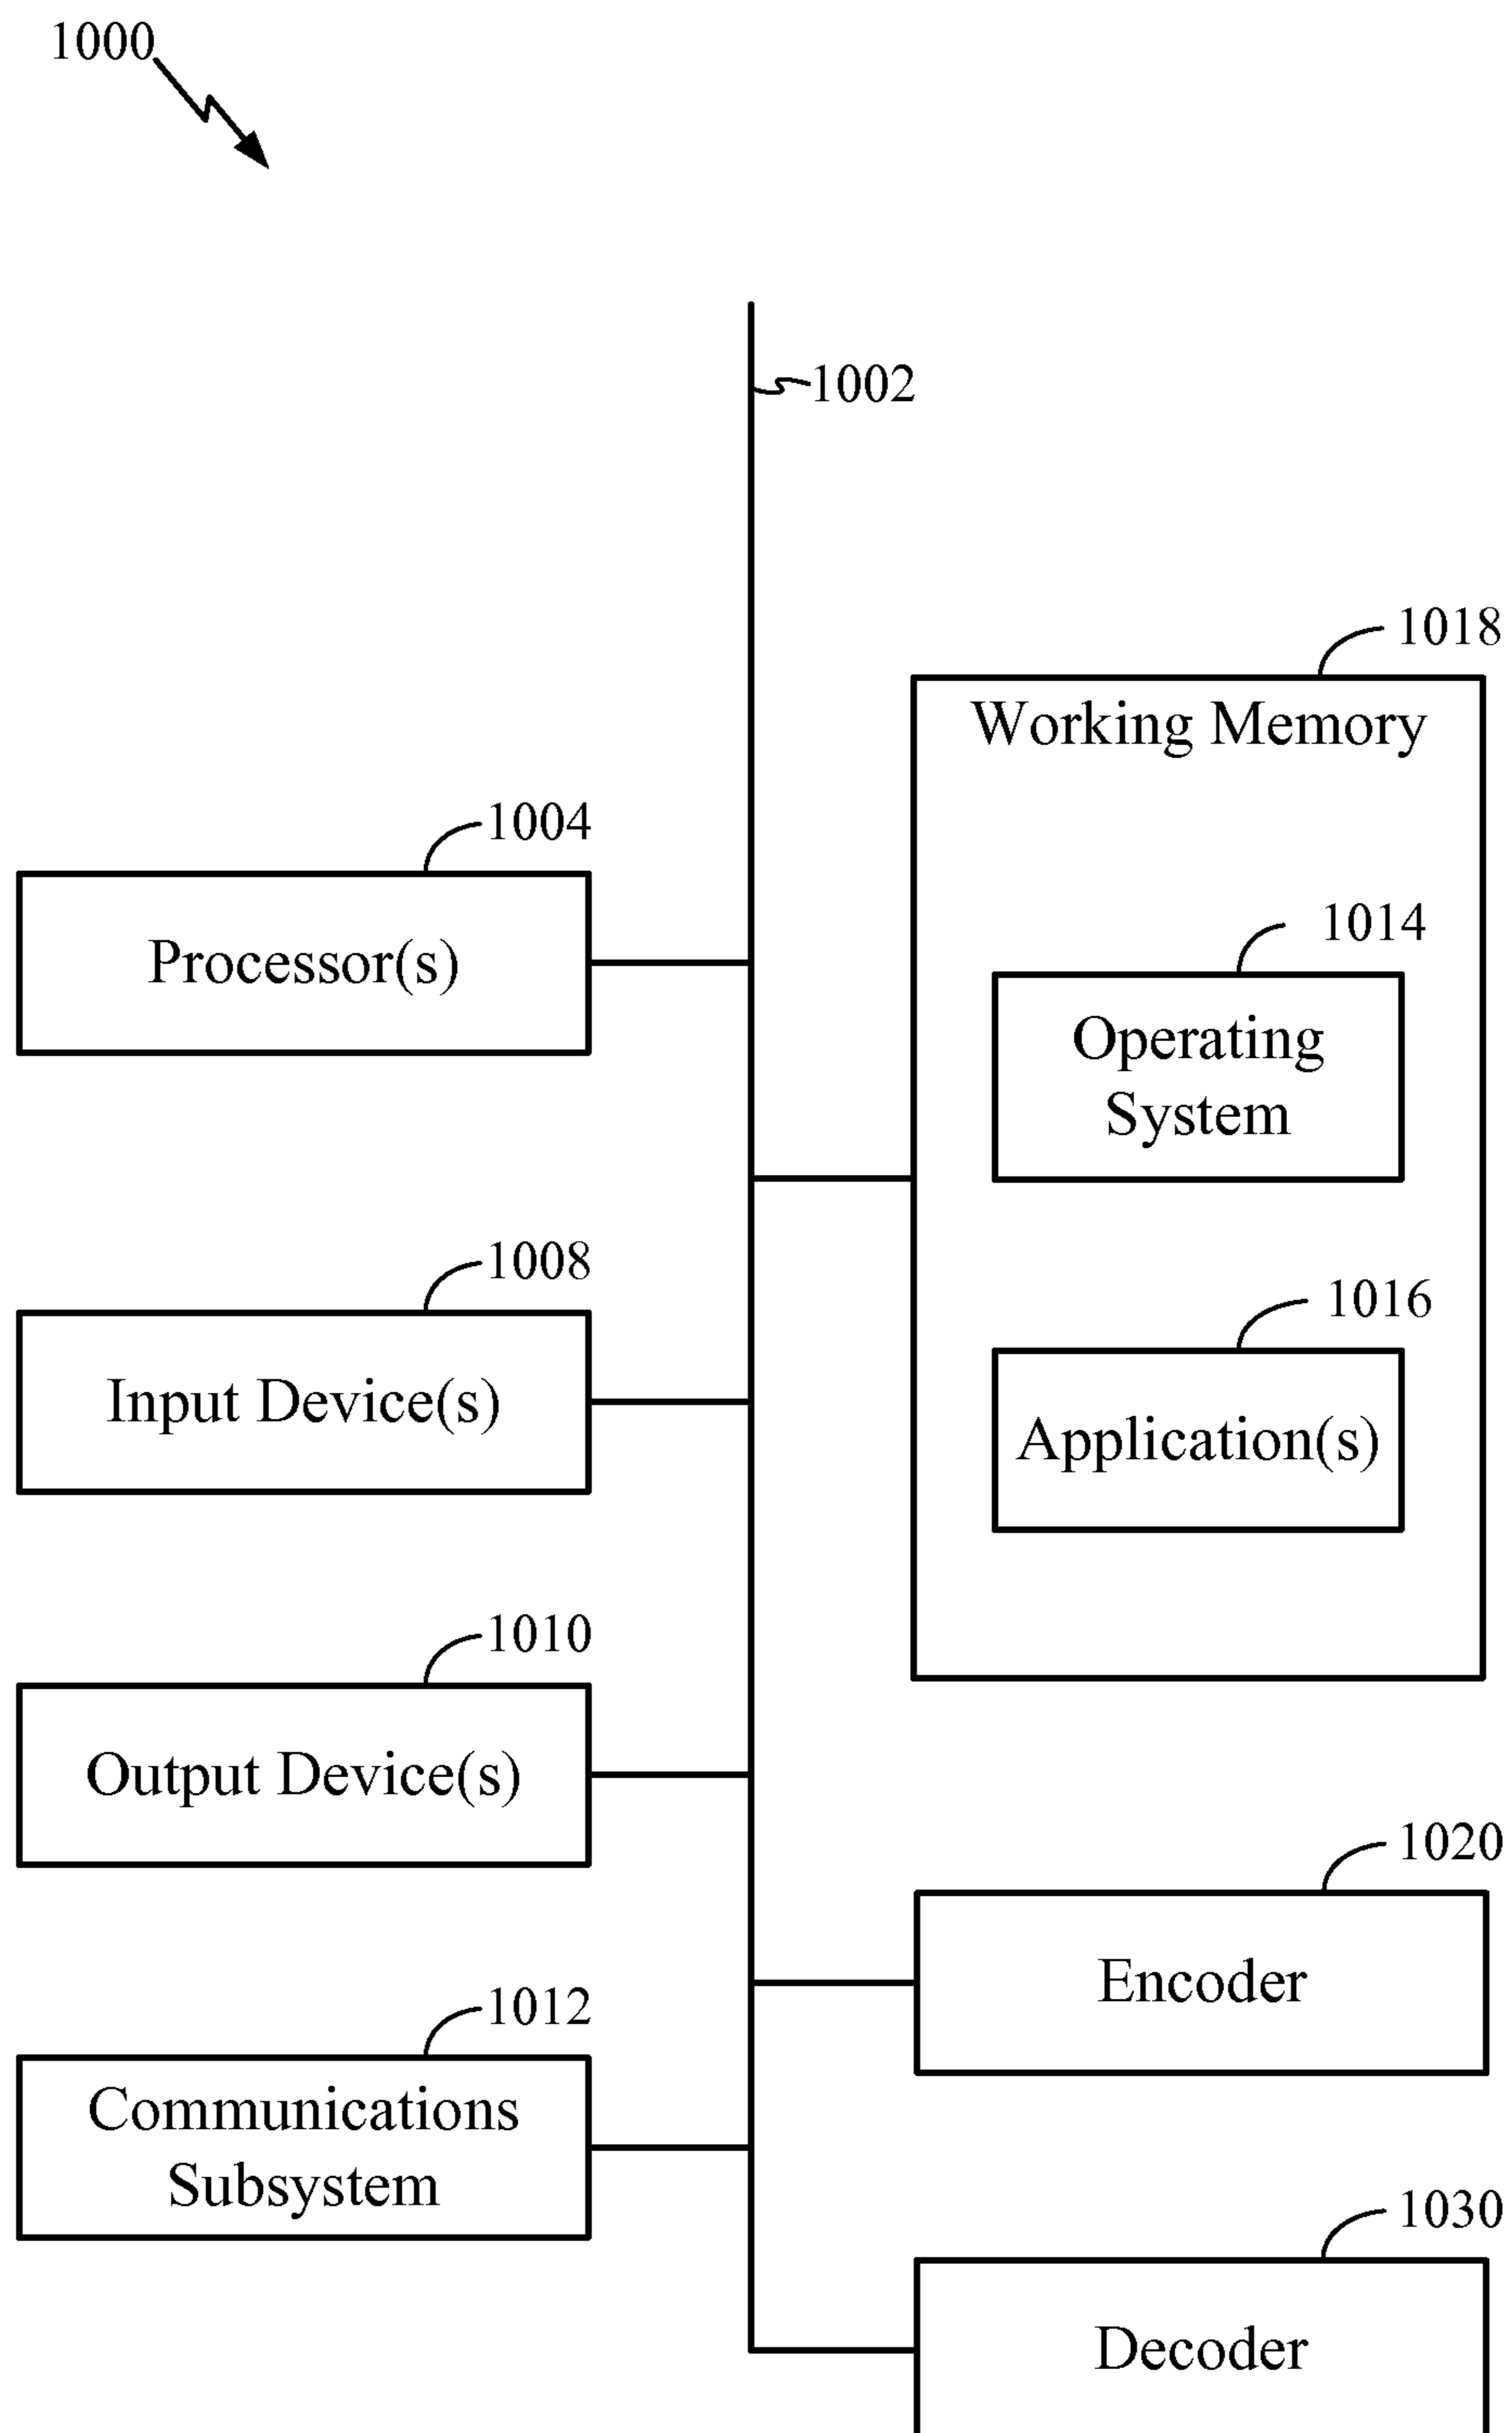 1000
1002
1018
Working Memory
1004
Processor(s)
1014
Operating
System
1008
Input Device(s)
1016
Application(s)
1010
Output Device(s)
1020
Encoder
1012
Communications
Subsystem
1030
Decoder